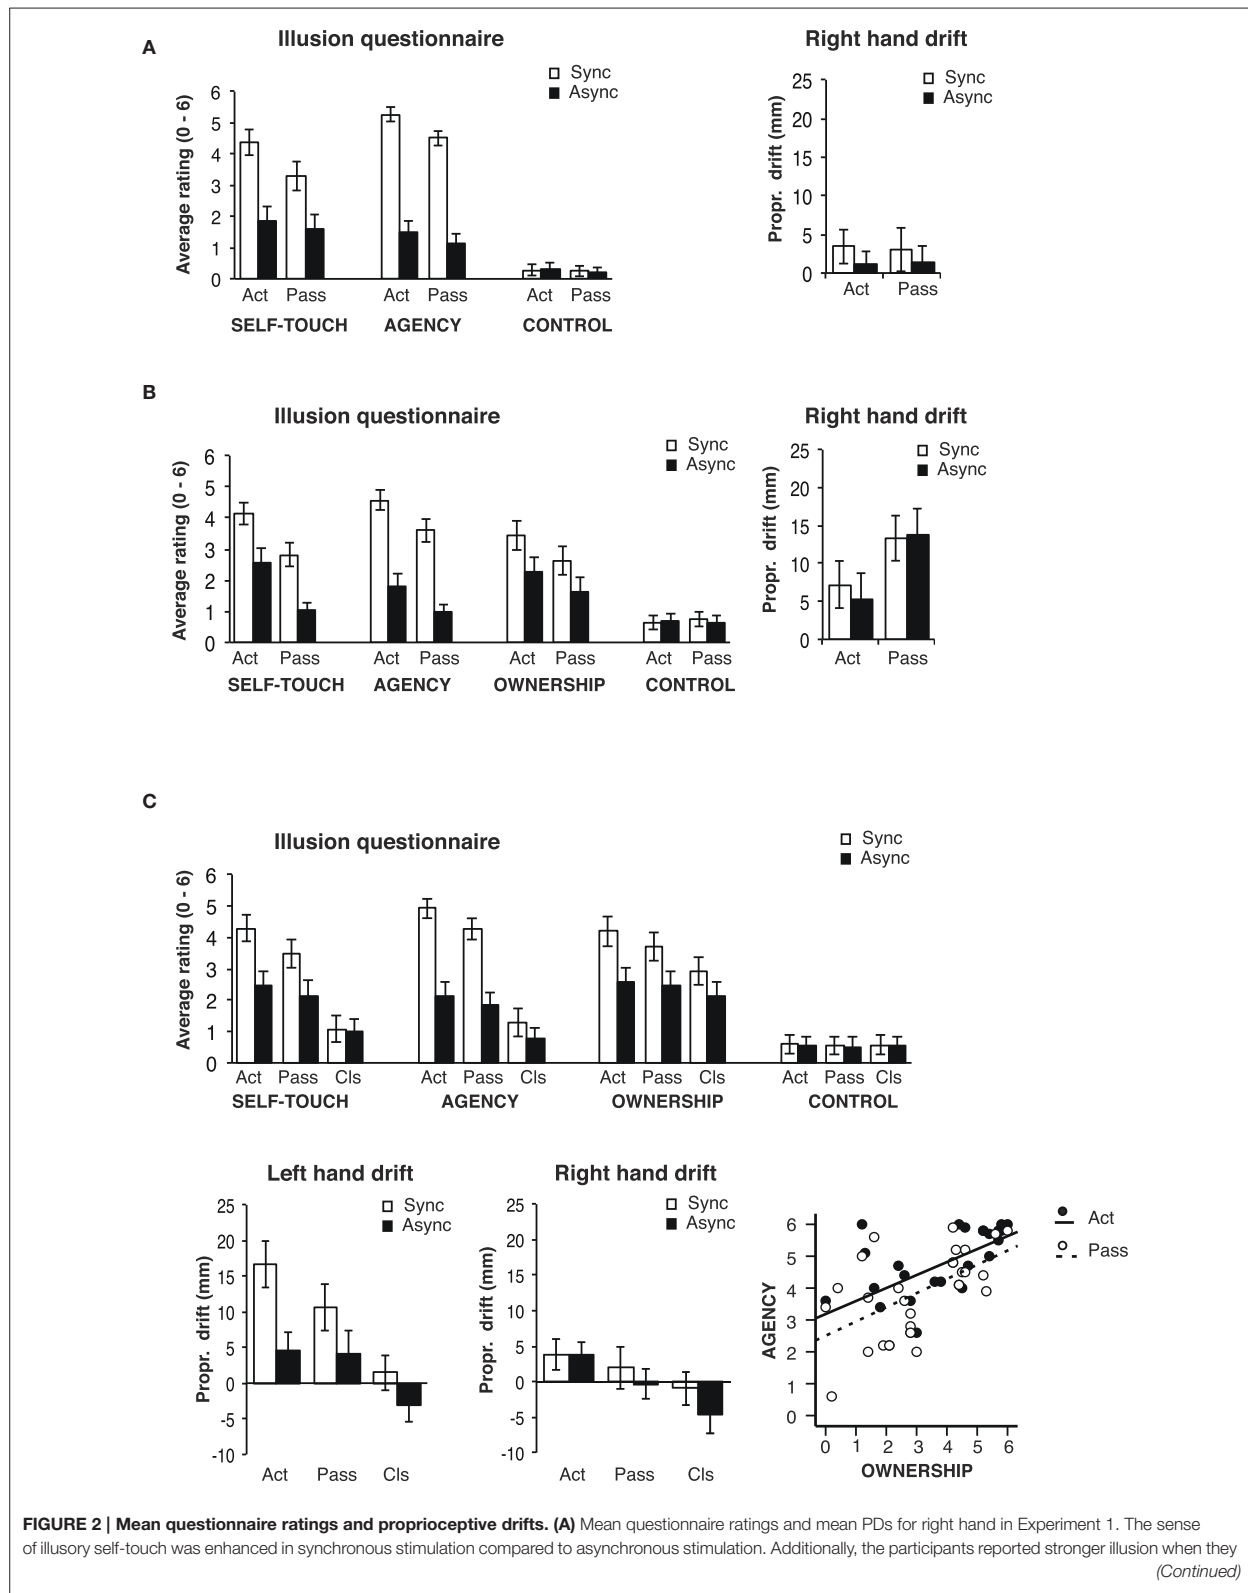 A
Illusion questionnaire
Sync
Async
Average rating (0 - 6)
6
5
4
3
2
1
0
Act Pass Act Pass Act Pass
SELF-TOUCH AGENCY CONTROL
Right hand drift
Sync
Async
Propr. drift (mm)
25
20
15
10
5
0
Act Pass
B
Illusion questionnaire
Sync
Async
Average rating (0 - 6)
6
5
4
3
2
1
0
Act Pass Act Pass Act Pass Act Pass
SELF-TOUCH AGENCY OWNERSHIP CONTROL
Right hand drift
Sync
Async
Propr. drift (mm)
25
20
15
10
5
0
Act Pass
C
Illusion questionnaire
Sync
Async
Average rating (0 - 6)
6
5
4
3
2
1
0
Act Pass Cls Act Pass Cls Act Pass Cls Act Pass Cls
SELF-TOUCH AGENCY OWNERSHIP CONTROL
Left hand drift
Sync
Async
Propr. drift (mm)
25
20
15
10
5
0
-5
-10
Act Pass Cls
Right hand drift
Sync
Async
Propr. drift (mm)
25
20
15
10
5
0
-5
-10
Act Pass Cls
Act
Pass
AGENCY
6
5
4
3
2
1
0
0 1 2 3 4 5 6
OWNERSHIP
FIGURE 2 | Mean questionnaire ratings and proprioceptive drifts. (A) Mean questionnaire ratings and mean PDs for right hand in Experiment 1. The sense
of illusory self-touch was enhanced in synchronous stimulation compared to asynchronous stimulation. Additionally, the participants reported stronger illusion when they
(Continued)